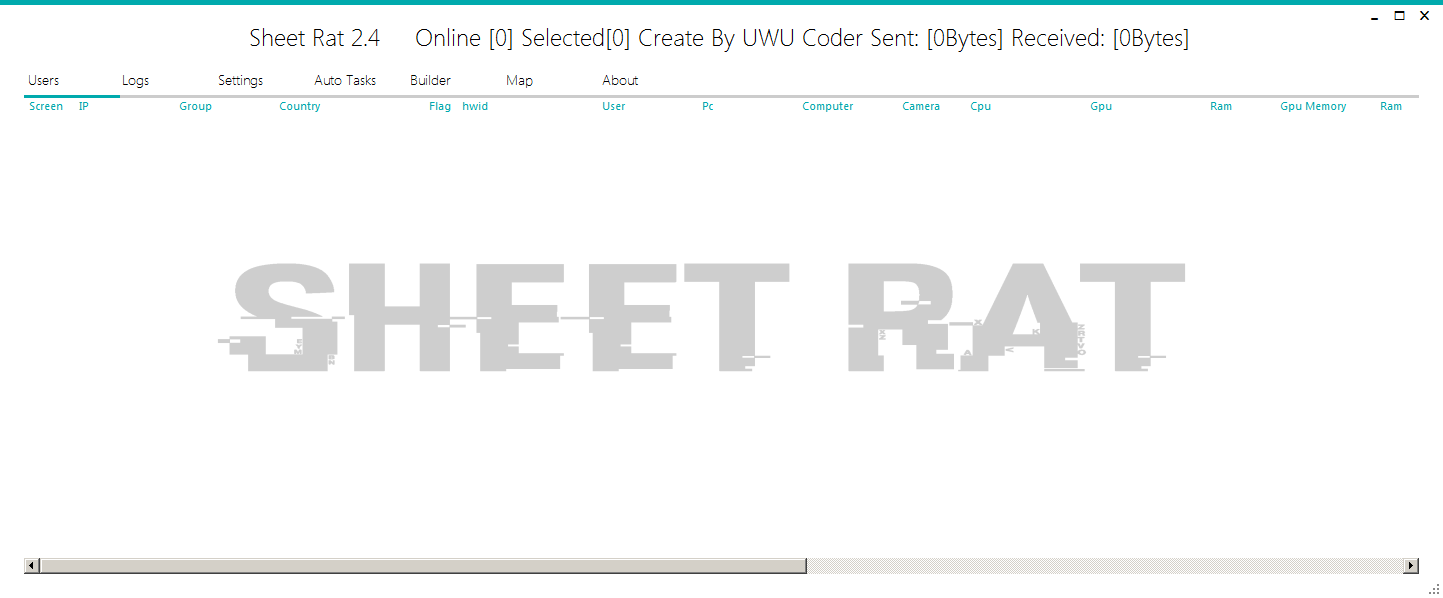 Sheet Rat 2.4 Online [0] Selected[0] Create By UWU Coder Sent: [0Bytes] Received: [0Bytes]
Users Logs Settings Auto Tasks Builder Map About
Screen IP Group Country Flag hwid User Pc Computer Camera Cpu Gpu Ram Gpu Memory Ram
SHEET RAT